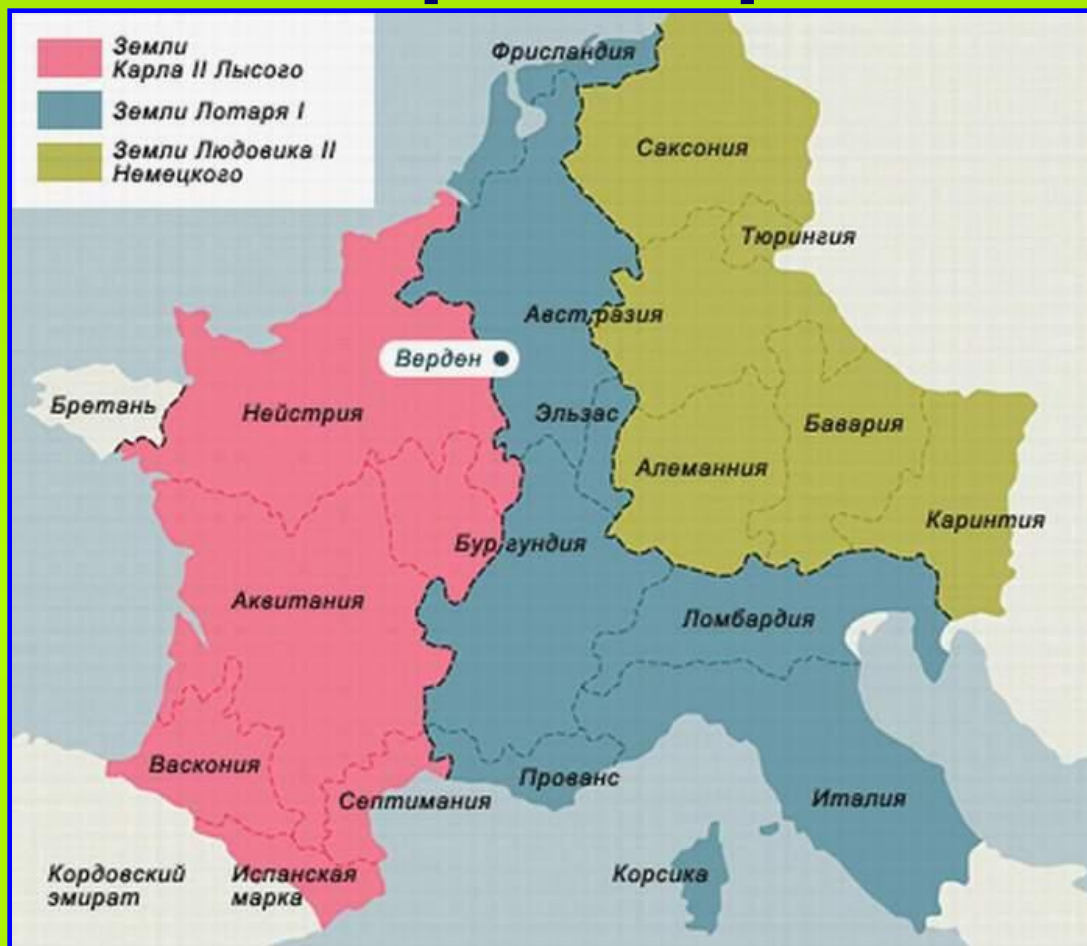 Земли
Карла II Лысого
Земли Лотаря I
Земли Людовика II
Немецкого
Фрисландия
Саксония
Тюрингия
Австразия
Верден
Бретань
Нейстрия
Эльзас
Бавария
Алеманния
Каринтия
Бургундия
Аквитания
Ломбардия
Васкония
Септимания
Прованс
Италия
Кордовский
эмират
Испанская
марка
Корсика